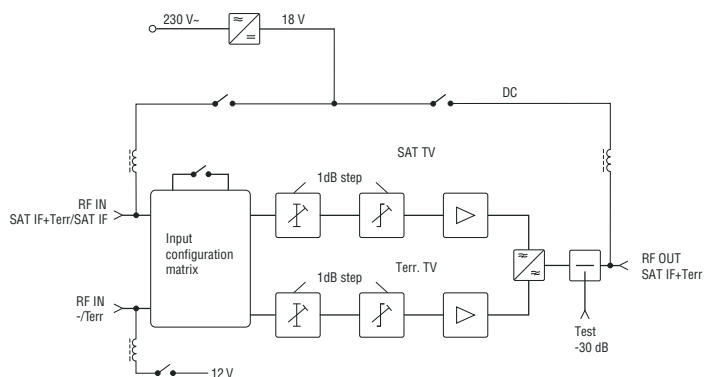 230 V~
18 V
DC
SAT TV
1dB step
RF IN
SAT IF+Terr/SAT IF
Input
configuration
matrix
Terr. TV
1dB step
RF OUT
SAT IF+Terr
RF IN
-/Terr
Test
-30 dB
12 V